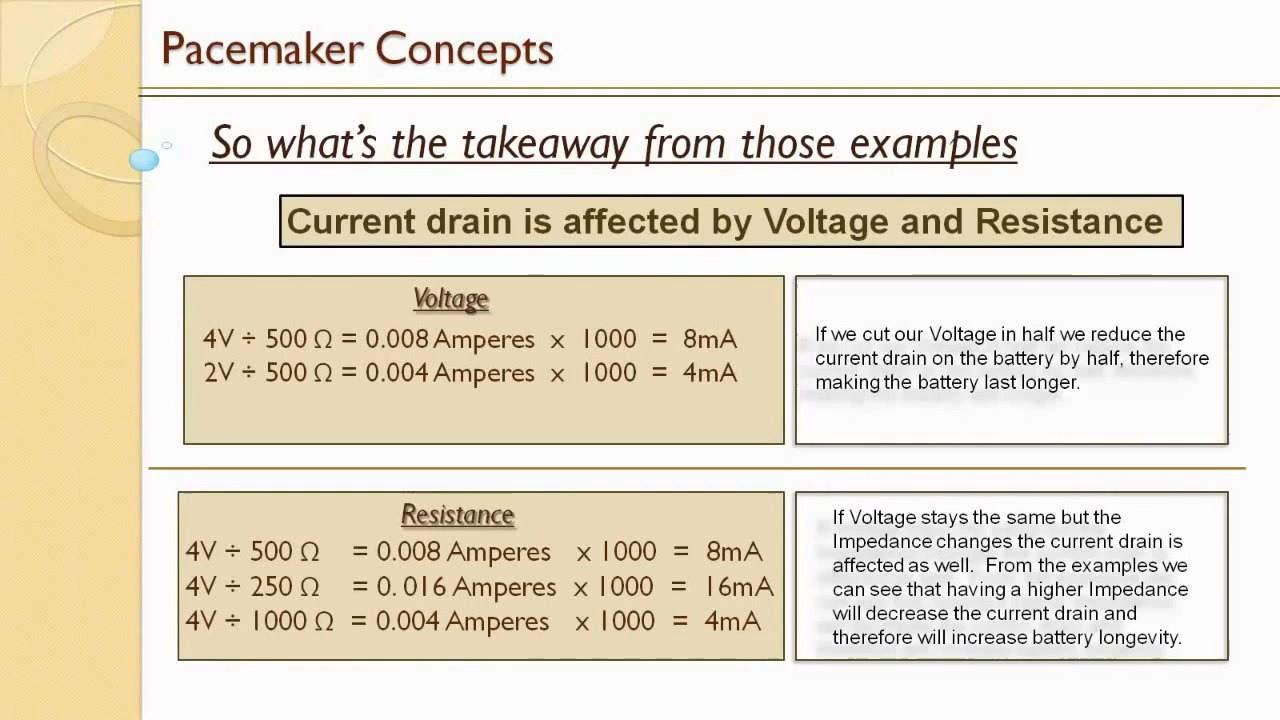 Pacemaker Concepts
So what's the takeaway from those examples
Current drain is affected by Voltage and Resistance
Voltage
4V ÷ 500 Ω = 0.008 Amperes x 1000 = 8mA
2V ÷ 500 Ω = 0.004 Amperes x 1000 = 4mA
If we cut our Voltage in half we reduce the
current drain on the battery by half, therefore
making the battery last longer.
Resistance
4V ÷ 500 Ω = 0.008 Amperes x 1000 = 8mA
4V ÷ 250 Ω = 0. 016 Amperes x 1000 = 16mA
4V ÷ 1000 Ω = 0.004 Amperes x 1000 = 4mA
If Voltage stays the same but the
Impedance changes the current drain is
affected as well. From the examples we
can see that having a higher Impedance
will decrease the current drain and
therefore will increase battery longevity.